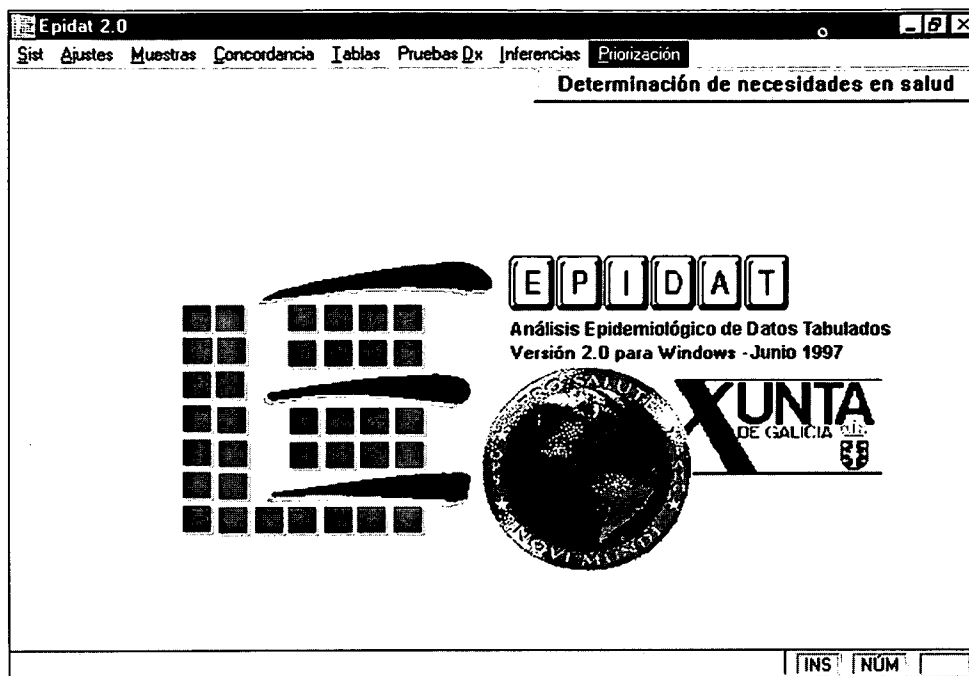 Epidat 2.0
Sist Ajustes Muestras Concordancia Tablas Pruebas Dx Inferencias Priorización
Determinación de necesidades en salud
EPIDAT
Análisis Epidemiológico de Datos Tabulados
Versión 2.0 para Windows - Junio 1997
SALUTE
NOVI MUNDI
XUNTA
DE GALICIA
INS NÚM